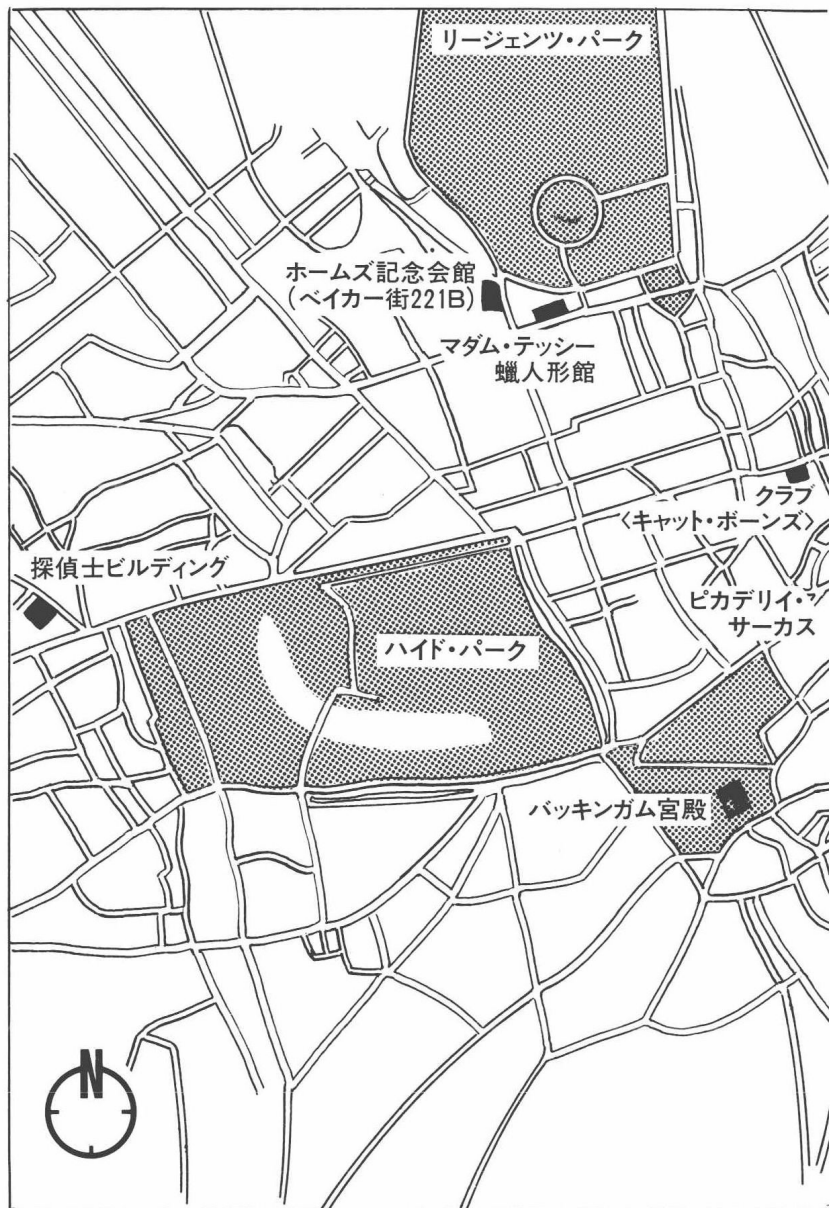 リージェンツ・パーク
ホームズ記念会館
(ベイカー街221B)
マダム・テッシー
蠟人形館
クラブ
〈キャット・ボーンズ〉
探偵士ビルディング
ピカデリイ・
サーカス
ハイド・パーク
バッキンガム宮殿
N